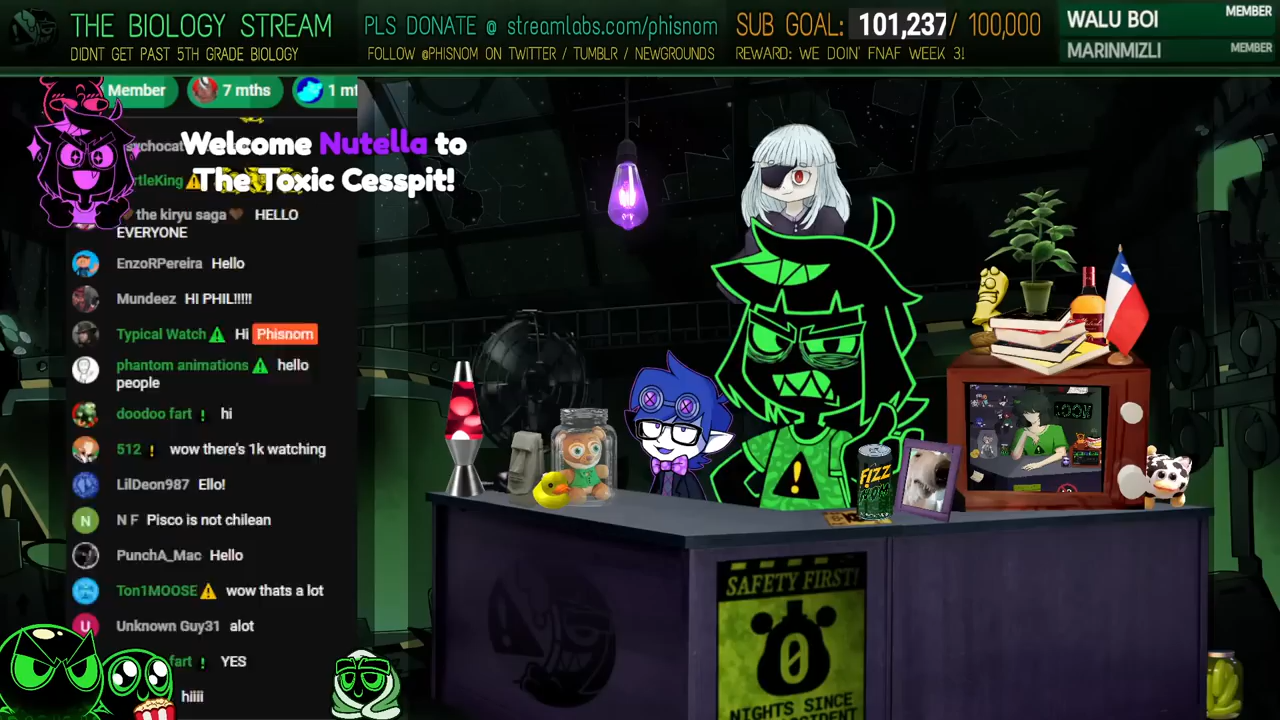 THE BIOLOGY STREAM
DIDNT GET PAST 5TH GRADE BIOLOGY
PLS DONATE @ streamlabs.com/phisnom
FOLLOW @PHISNOM ON TWITTER / TUMBLR / NEWGROUNDS
SUB GOAL: 101,237/ 100,000
REWARD: WE DOIN' FNAF WEEK 3!
WALU BOI MEMBER
MARINMIZLI MEMBER
Member 7 mths
Welcome Nutella to
The Toxic Cesspit!
the kiryu saga HELLO
EVERYONE
EnzoRPereira Hello
Mundeez HI PHIL!!!!!
Typical Watch Hi Phisnom
phantom animations hello
people
doodoo fart hi
512 wow there's 1k watching
LilDeon987 Ello!
N F Pisco is not chilean
PunchA_Mac Hello
Ton1MOOSE wow thats a lot
U Unknown Guy31 alot
fart YES
hiiii
FIZZ
SAFETY FIRST!
0
NIGHTS SINCE